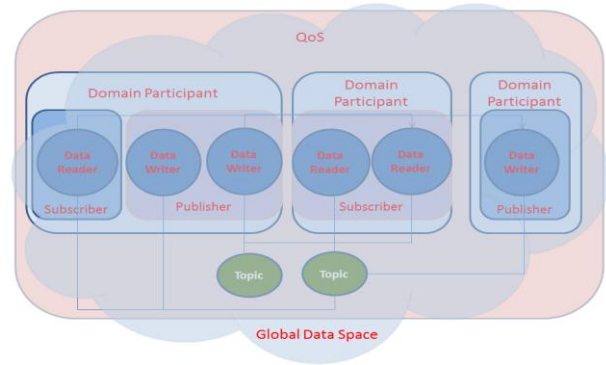 QoS
Domain Participant
Domain
Participant
Domain
Participant
Data
Reader
Data
Writer
Data
Writer
Data
Reader
Data
Reader
Data
Writer
Subscriber
Publisher
Subscriber
Publisher
Topic
Topic
Global Data Space